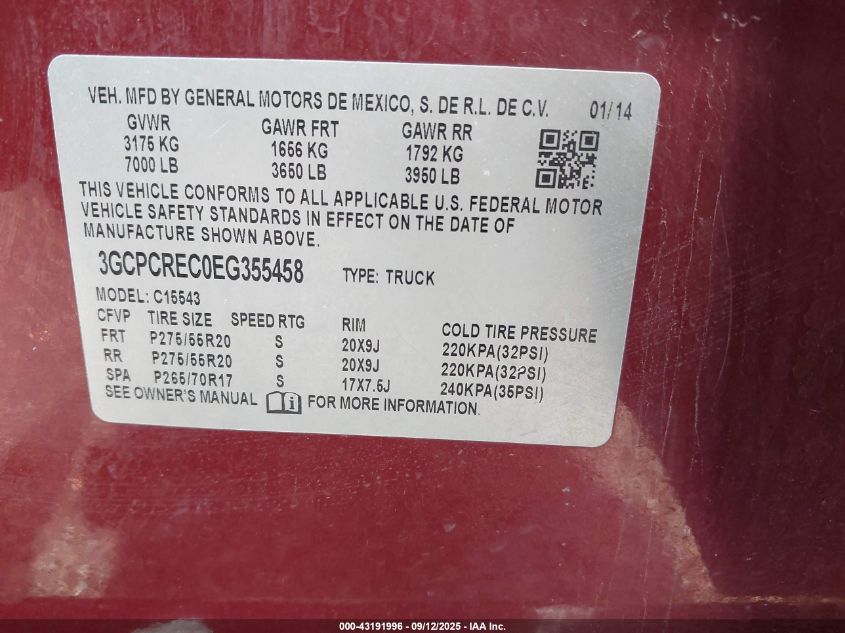 VEH. MFD BY GENERAL MOTORS DE MEXICO, S. DE R.L. DE C.V. 01/14
GVWR GAWR FRT GAWR RR
3175 KG 1656 KG 1792 KG
7000 LB 3650 LB 3950 LB
THIS VEHICLE CONFORMS TO ALL APPLICABLE U.S. FEDERAL MOTOR
VEHICLE SAFETY STANDARDS IN EFFECT ON THE DATE OF
MANUFACTURE SHOWN ABOVE.
3GCPCREC0EG355458 TYPE: TRUCK
MODEL: C15543
CFVP TIRE SIZE SPEED RTG RIM COLD TIRE PRESSURE
FRT P275/55R20 S 20X9J 220KPA(32PSI)
RR P275/55R20 S 20X9J 220KPA(32PSI)
SPA P265/70R17 S 17X7.5J 240KPA(35PSI)
SEE OWNER'S MANUAL FOR MORE INFORMATION.
000-43191996 - 09/12/2025 - IAA Inc.